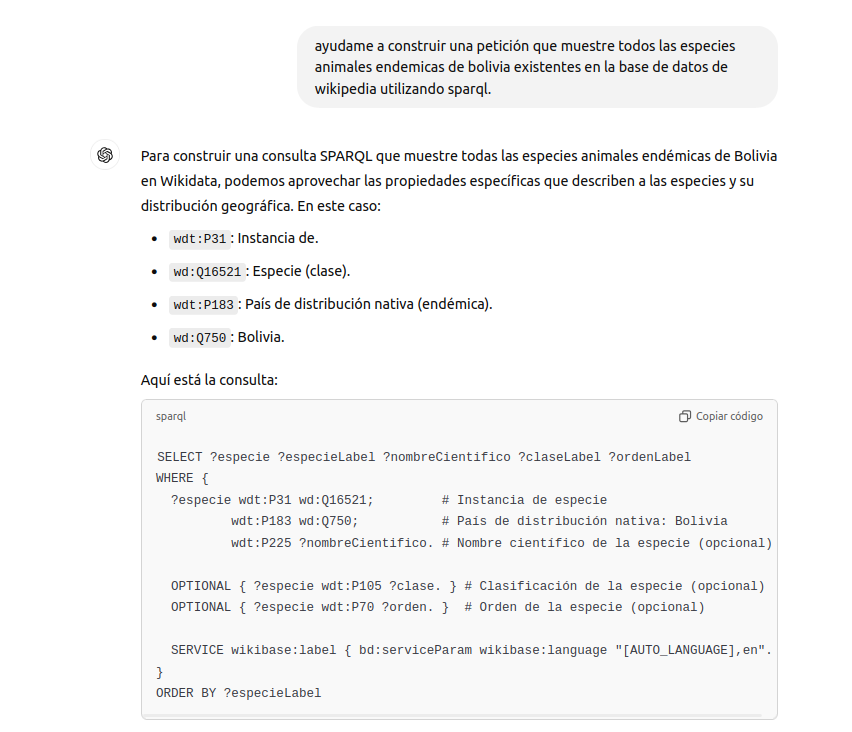 ayudame a construir una petición que muestre todos las especies
animales endemicas de bolivia existentes en la base de datos de
wikipedia utilizando sparql.
Para construir una consulta SPARQL que muestre todas las especies animales endémicas de Bolivia
en Wikidata, podemos aprovechar las propiedades específicas que describen a las especies y su
distribución geográfica. En este caso:
• wdt:P31: Instancia de.
• wd:Q16521: Especie (clase).
• wdt:P183: País de distribución nativa (endémica).
• wd:Q750: Bolivia.
Aquí está la consulta:
sparql Copiar código
SELECT ?especie ?especieLabel ?nombreCientifico ?claseLabel ?ordenLabel
WHERE {
  ?especie wdt:P31 wd:Q16521;         # Instancia de especie
          wdt:P183 wd:Q750;           # País de distribución nativa: Bolivia
          wdt:P225 ?nombreCientifico. # Nombre científico de la especie (opcional)
  OPTIONAL { ?especie wdt:P105 ?clase. } # Clasificación de la especie (opcional)
  OPTIONAL { ?especie wdt:P70 ?orden. }  # Orden de la especie (opcional)
  SERVICE wikibase:label { bd:serviceParam wikibase:language "[AUTO_LANGUAGE],en".
}
ORDER BY ?especieLabel